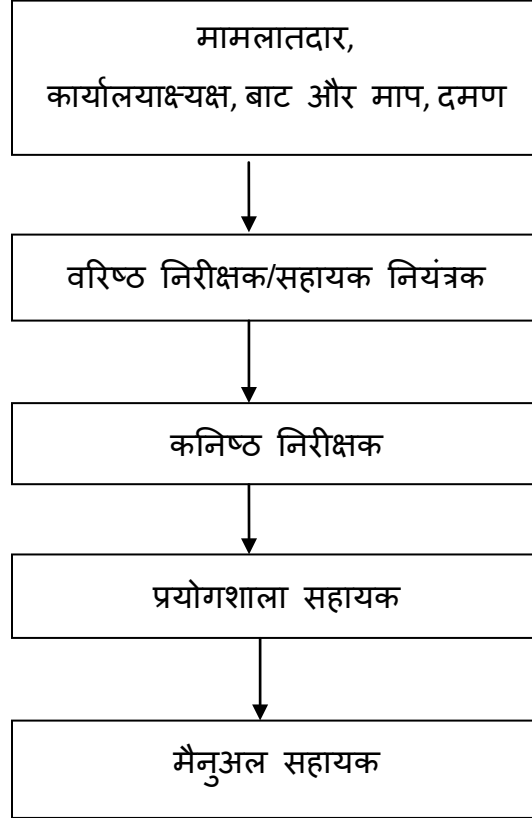 मामलातदार,
कार्यालयाक्ष्यक्ष, बाट और माप, दमण
वरिष्ठ निरीक्षक/सहायक नियंत्रक
कनिष्ठ निरीक्षक
प्रयोगशाला सहायक
मैनुअल सहायक